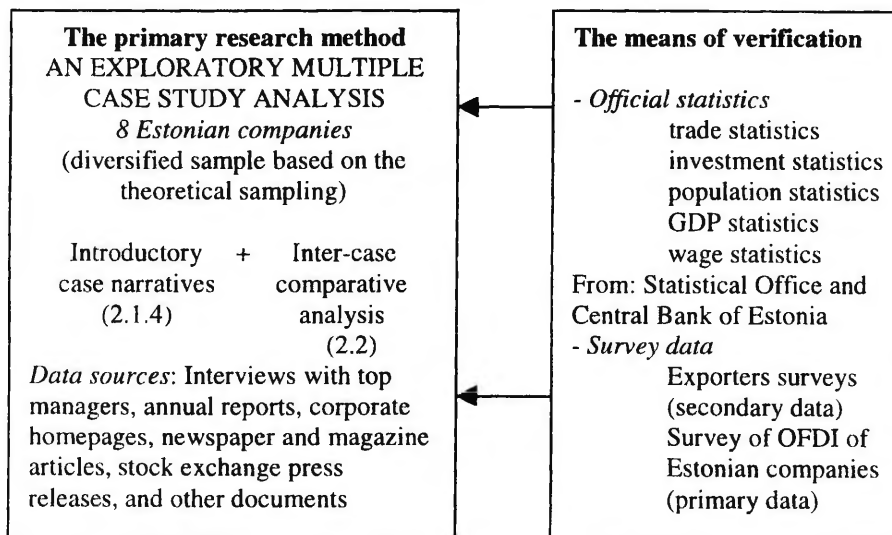 The primary research method
AN EXPLORATORY MULTIPLE
CASE STUDY ANALYSIS
8 Estonian companies
(diversified sample based on the
theoretical sampling)
Introductory + Inter-case
case narratives comparative
(2.1.4) analysis
(2.2)
Data sources: Interviews with top
managers, annual reports, corporate
homepages, newspaper and magazine
articles, stock exchange press
releases, and other documents
The means of verification
- Official statistics
trade statistics
investment statistics
population statistics
GDP statistics
wage statistics
From: Statistical Office and
Central Bank of Estonia
- Survey data
Exporters surveys
(secondary data)
Survey of OFDI of
Estonian companies
(primary data)